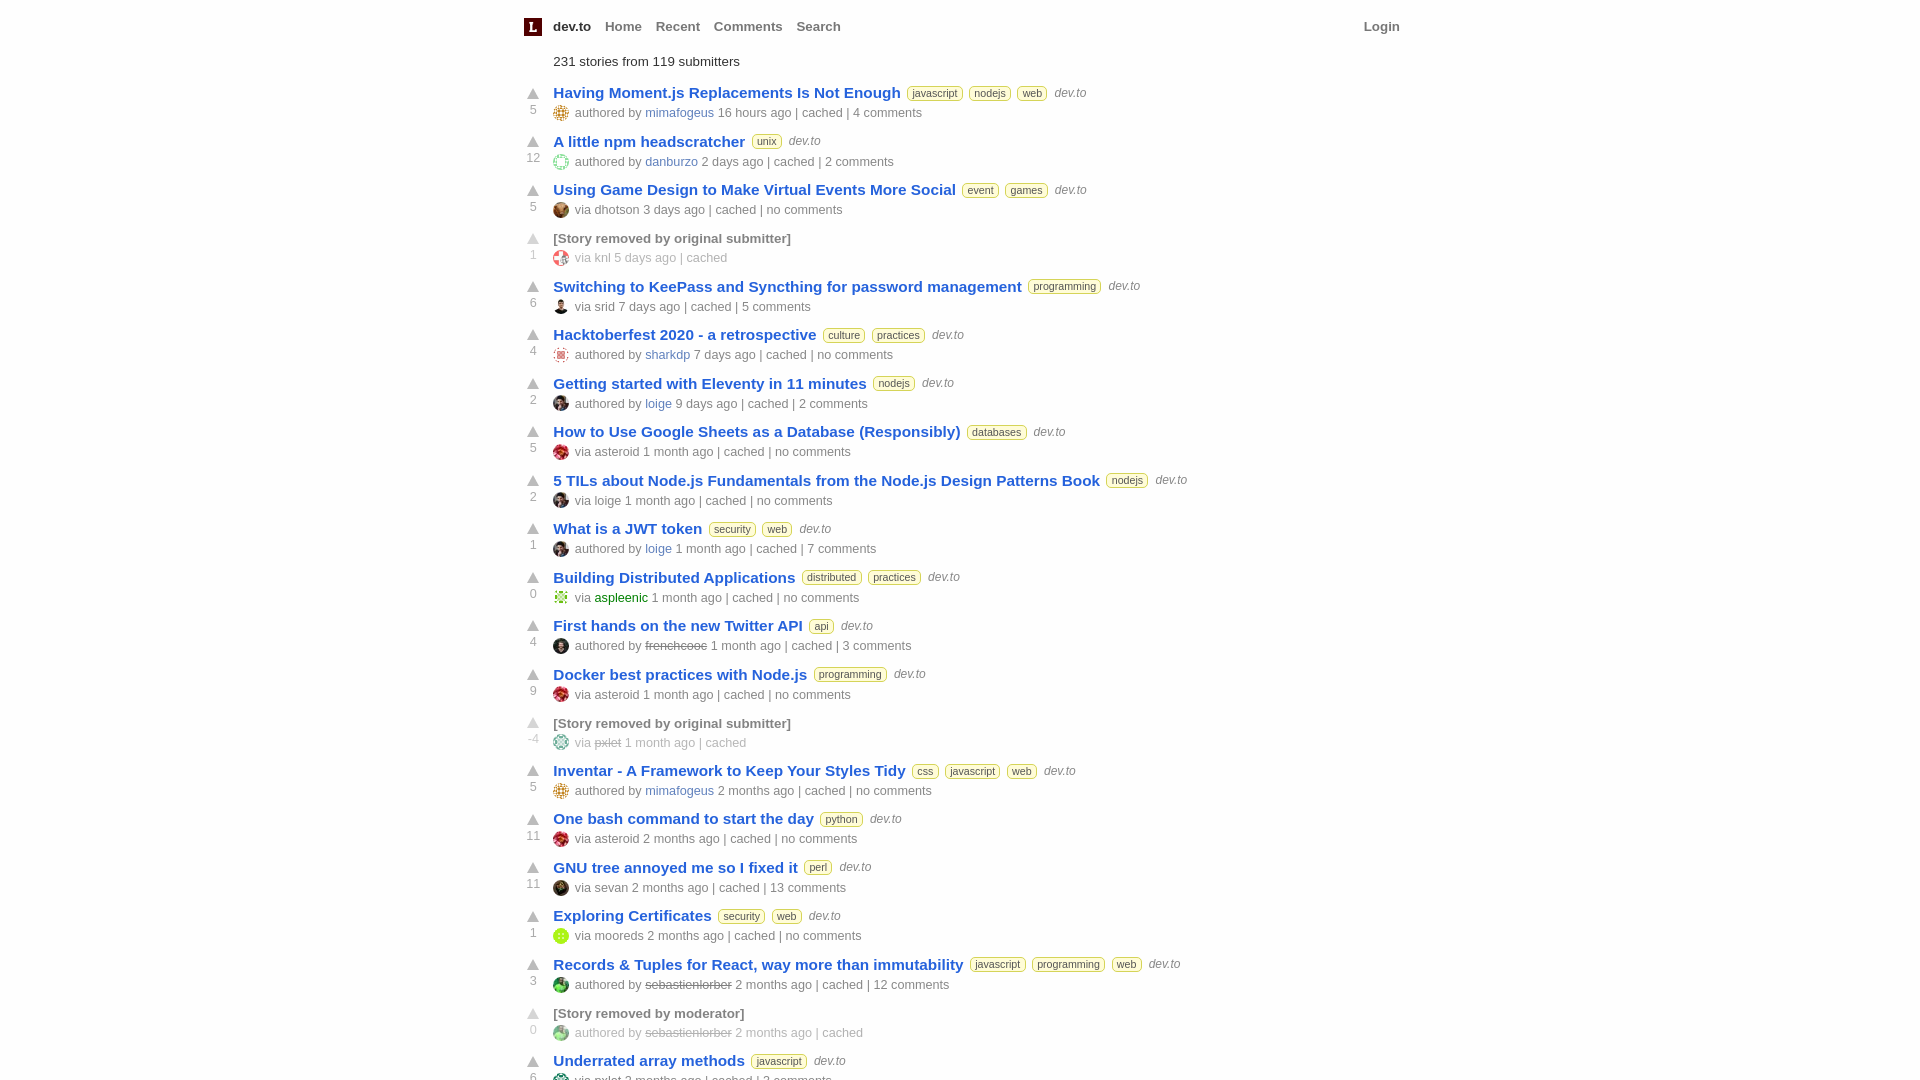 L dev.to Home Recent Comments Search Login
231 stories from 119 submitters
Having Moment.js Replacements Is Not Enough javascript nodejs web dev.to
5
authored by mimafogeus 16 hours ago | cached | 4 comments
A little npm headscratcher unix dev.to
12
authored by danburzo 2 days ago | cached | 2 comments
Using Game Design to Make Virtual Events More Social event games dev.to
5
via dhotson 3 days ago | cached | no comments
[Story removed by original submitter]
1
via knl 5 days ago | cached
Switching to KeePass and Syncthing for password management programming dev.to
6
via srid 7 days ago | cached | 5 comments
Hacktoberfest 2020 - a retrospective culture practices dev.to
4
authored by sharkdp 7 days ago | cached | no comments
Getting started with Eleventy in 11 minutes nodejs dev.to
2
authored by loige 9 days ago | cached | 2 comments
How to Use Google Sheets as a Database (Responsibly) databases dev.to
5
via asteroid 1 month ago | cached | no comments
5 TILs about Node.js Fundamentals from the Node.js Design Patterns Book nodejs dev.to
2
via loige 1 month ago | cached | no comments
What is a JWT token security web dev.to
1
authored by loige 1 month ago | cached | 7 comments
Building Distributed Applications distributed practices dev.to
0
via aspleenic 1 month ago | cached | no comments
First hands on the new Twitter API api dev.to
4
authored by frenchcooc 1 month ago | cached | 3 comments
Docker best practices with Node.js programming dev.to
9
via asteroid 1 month ago | cached | no comments
[Story removed by original submitter]
-4
via pxlet 1 month ago | cached
Inventar - A Framework to Keep Your Styles Tidy css javascript web dev.to
5
authored by mimafogeus 2 months ago | cached | no comments
One bash command to start the day python dev.to
11
via asteroid 2 months ago | cached | no comments
GNU tree annoyed me so I fixed it perl dev.to
11
via sevan 2 months ago | cached | 13 comments
Exploring Certificates security web dev.to
1
via mooreds 2 months ago | cached | no comments
Records & Tuples for React, way more than immutability javascript programming web dev.to
3
authored by sebastienlorber 2 months ago | cached | 12 comments
[Story removed by moderator]
0
authored by sebastienlorber 2 months ago | cached
Underrated array methods javascript dev.to
6